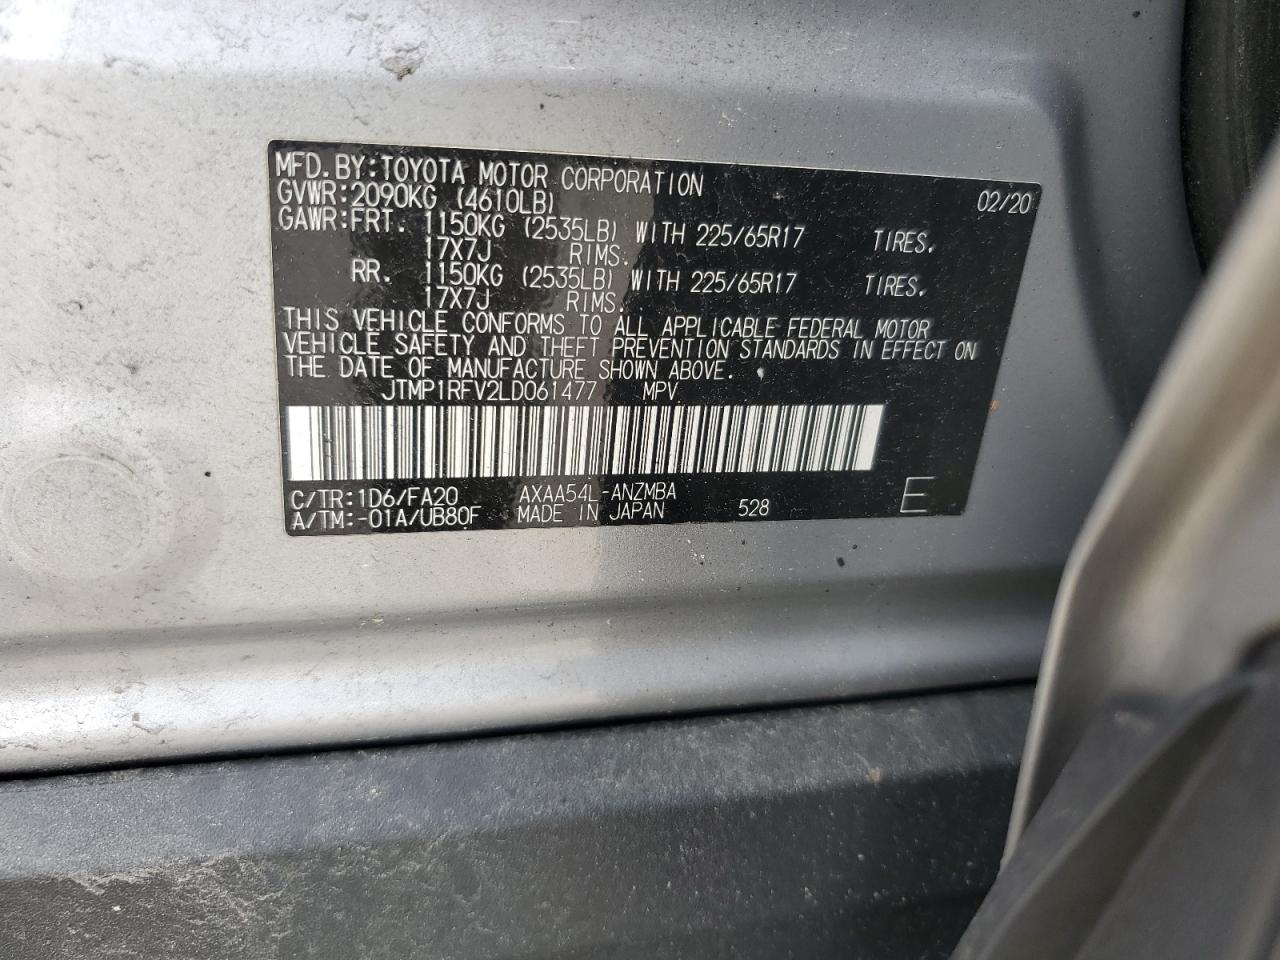 MFD.BY:TOYOTA MOTOR CORPORATION 02/20
GVWR:2090KG (4610LB)
GAWR:FRT. 1150KG (2535LB) WITH 225/65R17 TIRES.
17X7J RIMS.
RR. 1150KG (2535LB) WITH 225/65R17 TIRES.
17X7J RIMS.
THIS VEHICLE CONFORMS TO ALL APPLICABLE FEDERAL MOTOR
VEHICLE SAFETY AND THEFT PREVENTION STANDARDS IN EFFECT ON
THE DATE OF MANUFACTURE SHOWN ABOVE.
JTMP1RFV2LD061477 MPV
C/TR:1D6/FA20 AXAA54L-ANZMBA
A/TM:-01A/UB80F MADE IN JAPAN 528 E